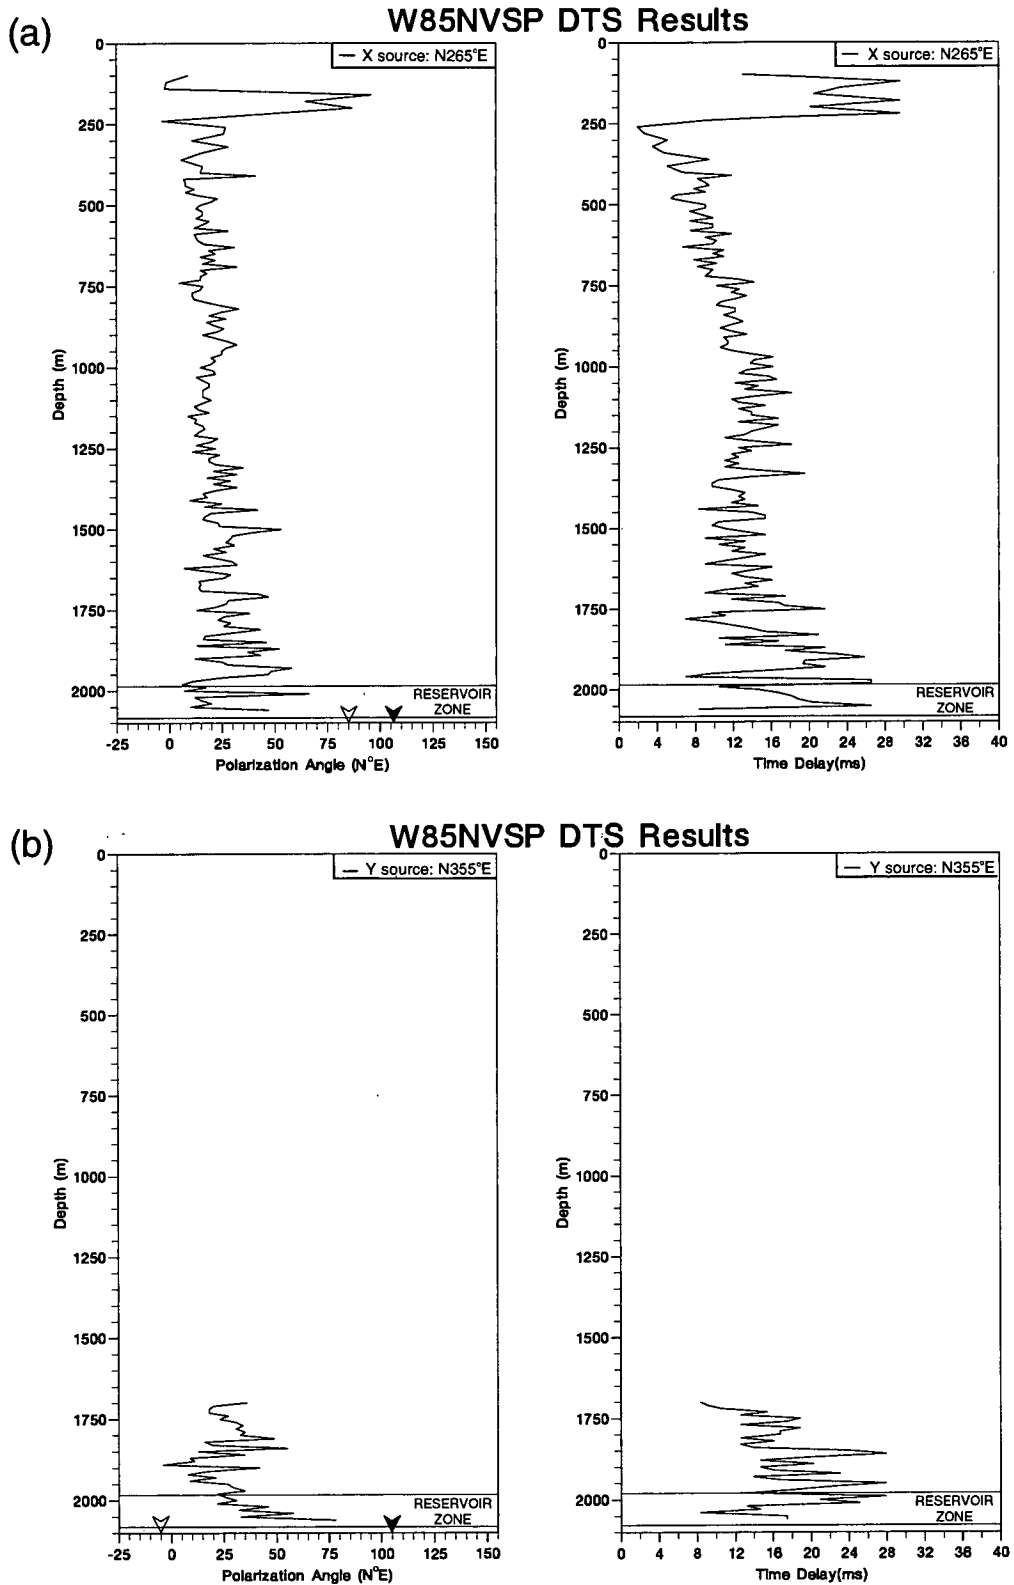 (a)
W85NVSP DTS Results
X source: N265°E
0
250
500
750
1000
1250
1500
1750
2000
Depth (m)
RESERVOIR
ZONE
-25 0 25 50 75 100 125 150
Polarization Angle (N°E)
X source: N265°E
0
250
500
750
1000
1250
1500
1750
2000
Depth (m)
RESERVOIR
ZONE
0 4 8 12 16 20 24 28 32 36 40
Time Delay(ms)
(b)
W85NVSP DTS Results
Y source: N355°E
0
250
500
750
1000
1250
1500
1750
2000
Depth (m)
RESERVOIR
ZONE
-25 0 25 50 75 100 125 150
Polarization Angle (N°E)
Y source: N355°E
0
250
500
750
1000
1250
1500
1750
2000
Depth (m)
RESERVOIR
ZONE
0 4 8 12 16 20 24 28 32 36 40
Time Delay(ms)